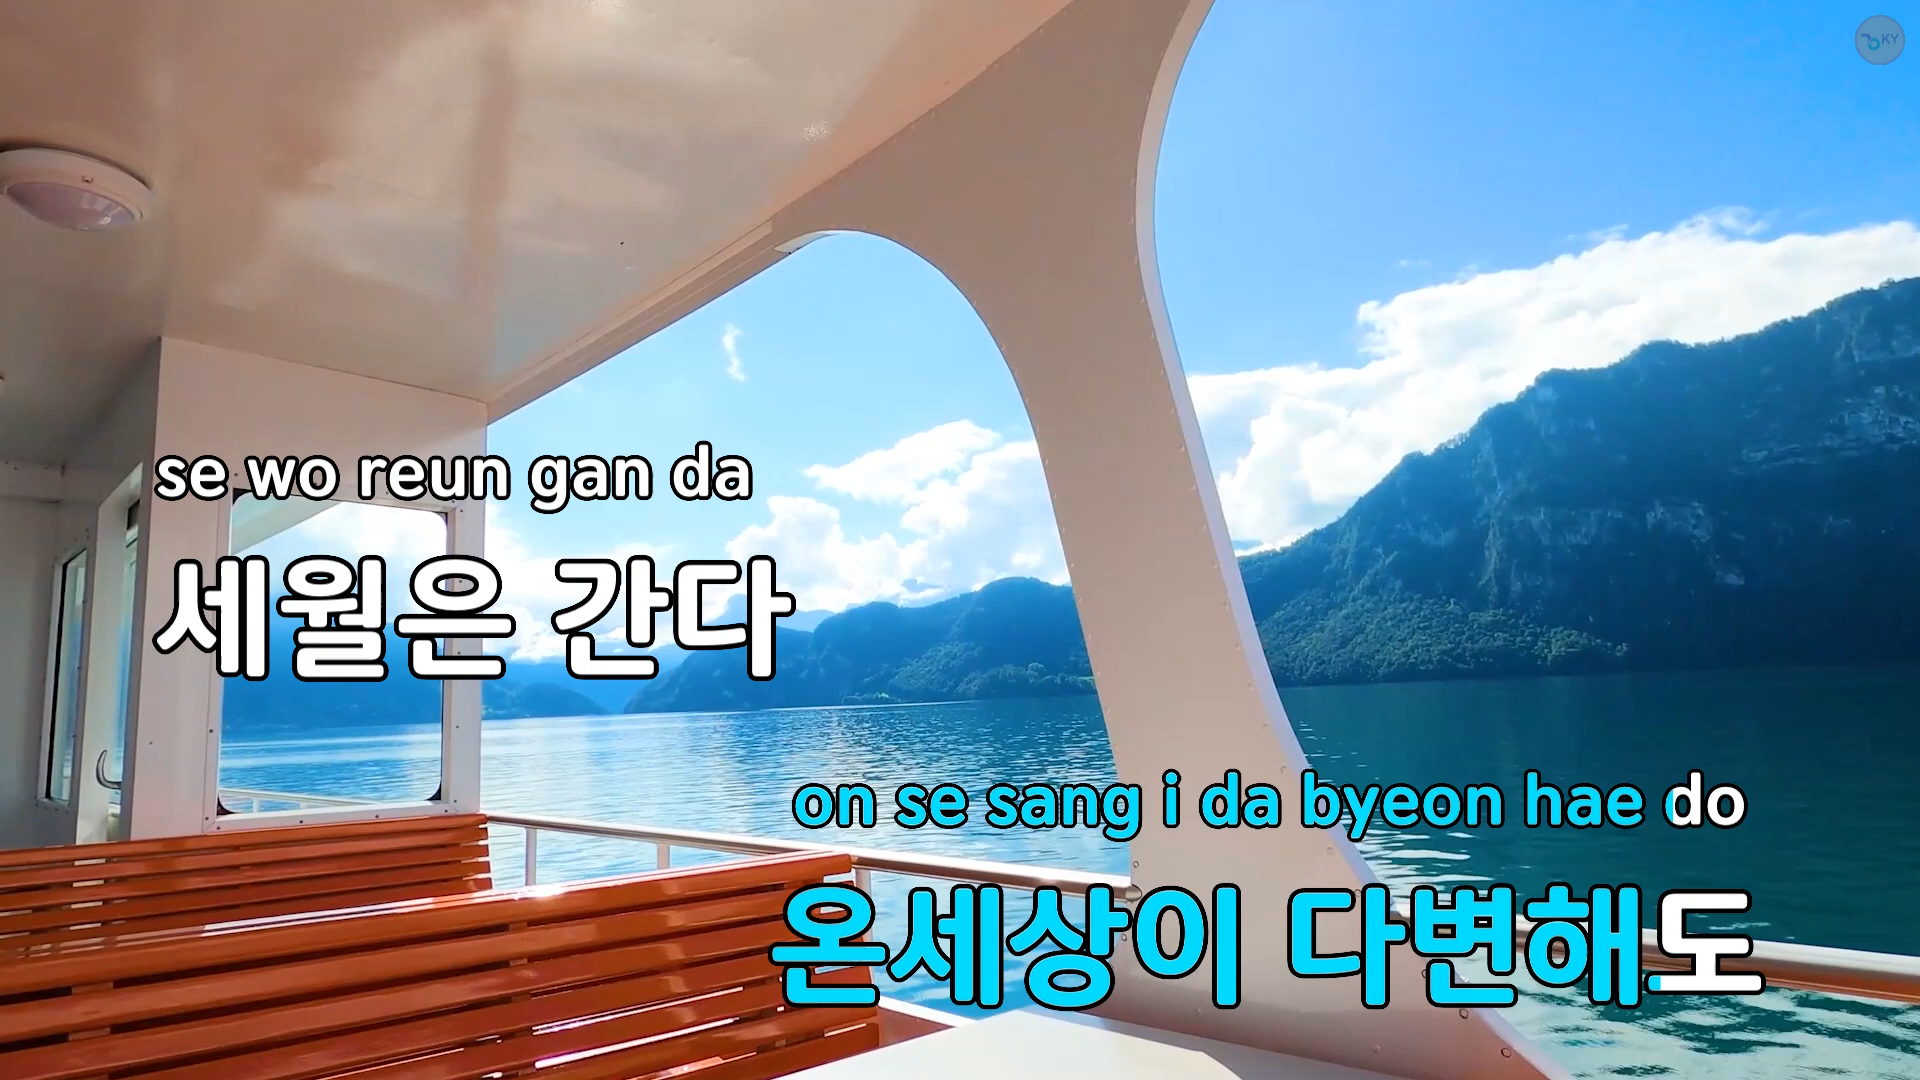 KY
se wo reun gan da
세월은 간다
on se sang i da byeon hae do
온세상이 다변해도